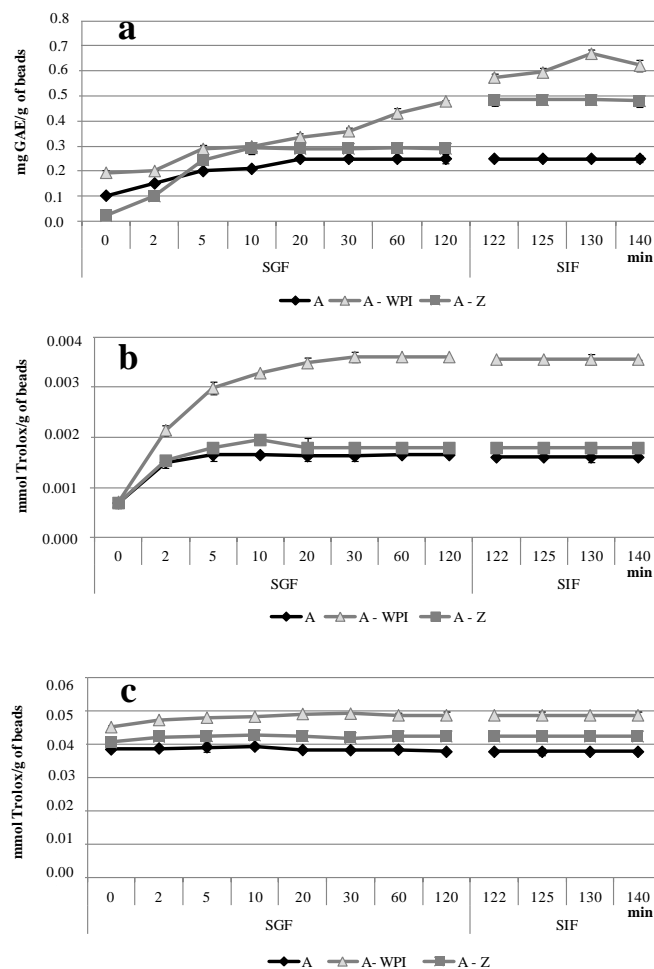 a
mg GAE/g of beads
0.8
0.7
0.6
0.5
0.4
0.3
0.2
0.1
0.0
0 2 5 10 20 30 60 120 122 125 130 140
min
SGF SIF
A A - WPI A - Z
b
mmol Trolox/g of beads
0.004
0.003
0.002
0.001
0.000
0 2 5 10 20 30 60 120 122 125 130 140
min
SGF SIF
A A - WPI A - Z
c
mmol Trolox/g of beads
0.06
0.05
0.04
0.03
0.02
0.01
0.00
0 2 5 10 20 30 60 120 122 125 130 140
min
SGF SIF
A A- WPI A - Z